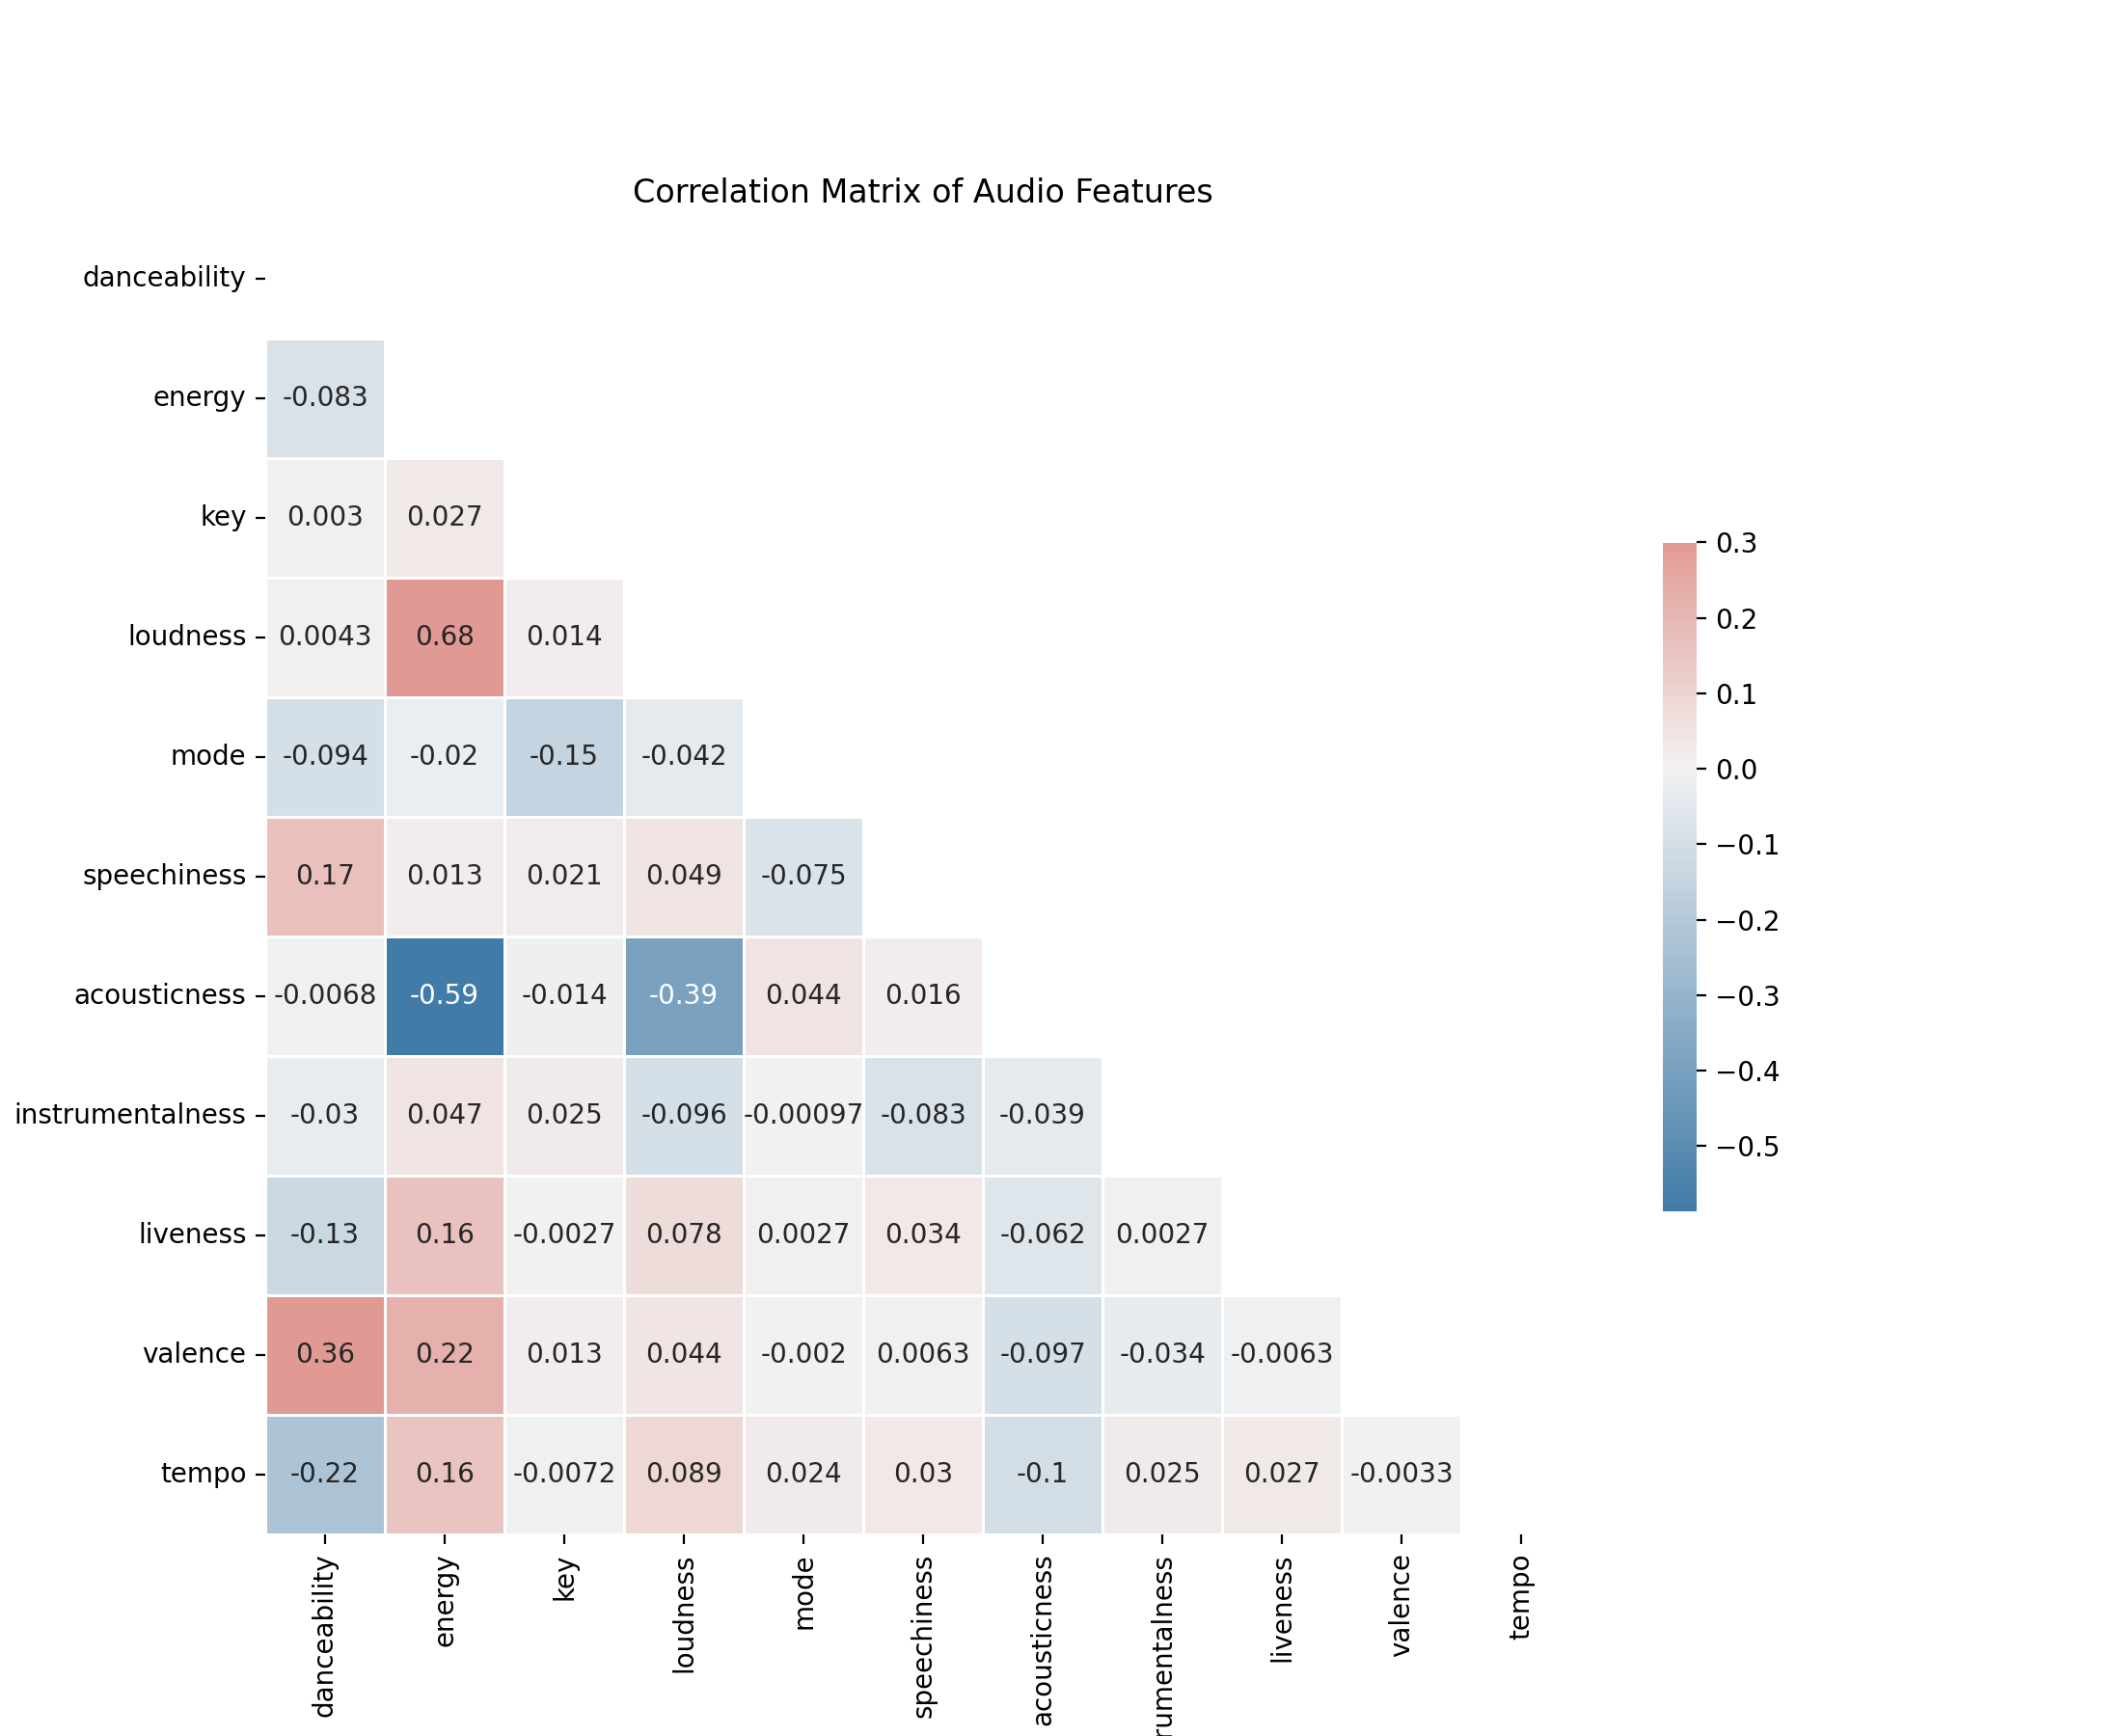 Correlation Matrix of Audio Features
danceability
energy -0.083
key 0.003 0.027
loudness 0.0043 0.68 0.014
mode -0.094 -0.02 -0.15 -0.042
speechiness 0.17 0.013 0.021 0.049 -0.075
acousticness -0.0068 -0.59 -0.014 -0.39 0.044 0.016
instrumentalness -0.03 0.047 0.025 -0.096 -0.00097 -0.083 -0.039
liveness -0.13 0.16 -0.0027 0.078 0.0027 0.034 -0.062 0.0027
valence 0.36 0.22 0.013 0.044 -0.002 0.0063 -0.097 -0.034 -0.0063
tempo -0.22 0.16 -0.0072 0.089 0.024 0.03 -0.1 0.025 0.027 -0.0033
danceability
energy
key
loudness
mode
speechiness
acousticness
rumentalness
liveness
valence
tempo
0.3
0.2
0.1
0.0
−0.1
−0.2
−0.3
−0.4
−0.5